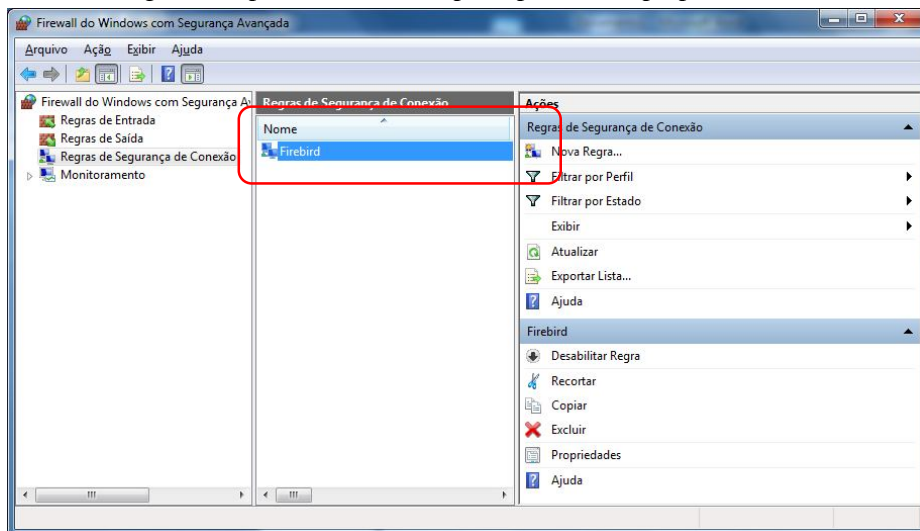 Firewall do Windows com Segurança Avançada
Arquivo Ação Exibir Ajuda
Firewall do Windows com Segurança A
Regras de Entrada
Regras de Saída
Regras de Segurança de Conexão
Monitoramento
Regras de Segurança de Conexão
Nome
Firebird
Ações
Regras de Segurança de Conexão
Nova Regra...
Filtrar por Perfil
Filtrar por Estado
Exibir
Atualizar
Exportar Lista...
Ajuda
Firebird
Desabilitar Regra
Recortar
Copiar
Excluir
Propriedades
Ajuda